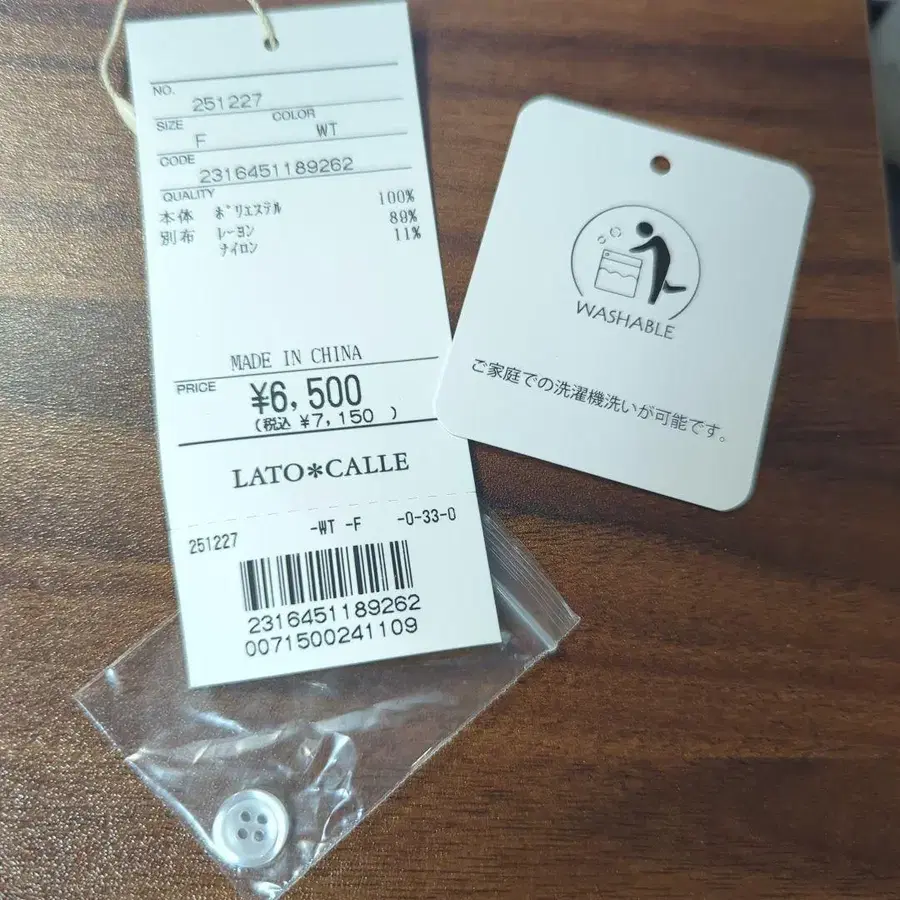 NO.
251227
SIZE COLOR
F WT
CODE
2316451189262
QUALITY
本体 ﾎﾟﾘｴｽﾃﾙ 100%
別布 ﾚｰﾖﾝ 89%
ﾅｲﾛﾝ 11%
MADE IN CHINA
PRICE ¥6,500
(税込 ¥7,150 )
LATO*CALLE
251227 -WT -F -0-33-0
2316451189262
0071500241109
WASHABLE
ご家庭での洗濯機洗いが可能です。